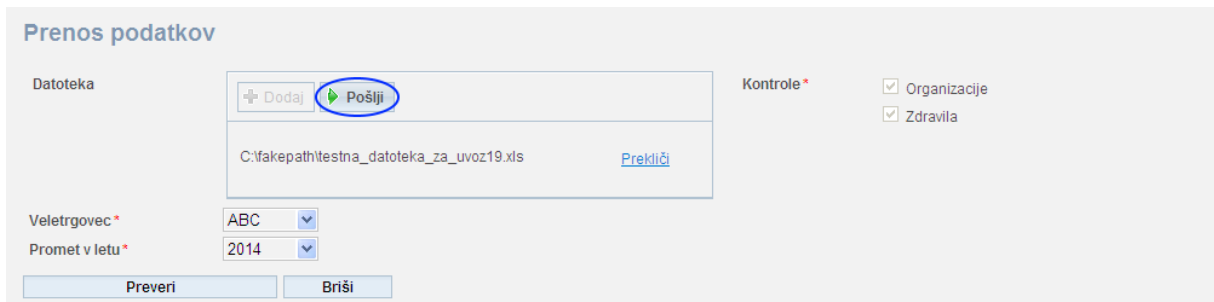 Prenos podatkov
Datoteka
Dodaj
Pošlji
C:\fakepath\testna_datoteka_za_uvoz19.xls
Prekliči
Kontrole *
Organizacije
Zdravila
Veletrgovec *
ABC
Promet v letu *
2014
Preveri
Briši